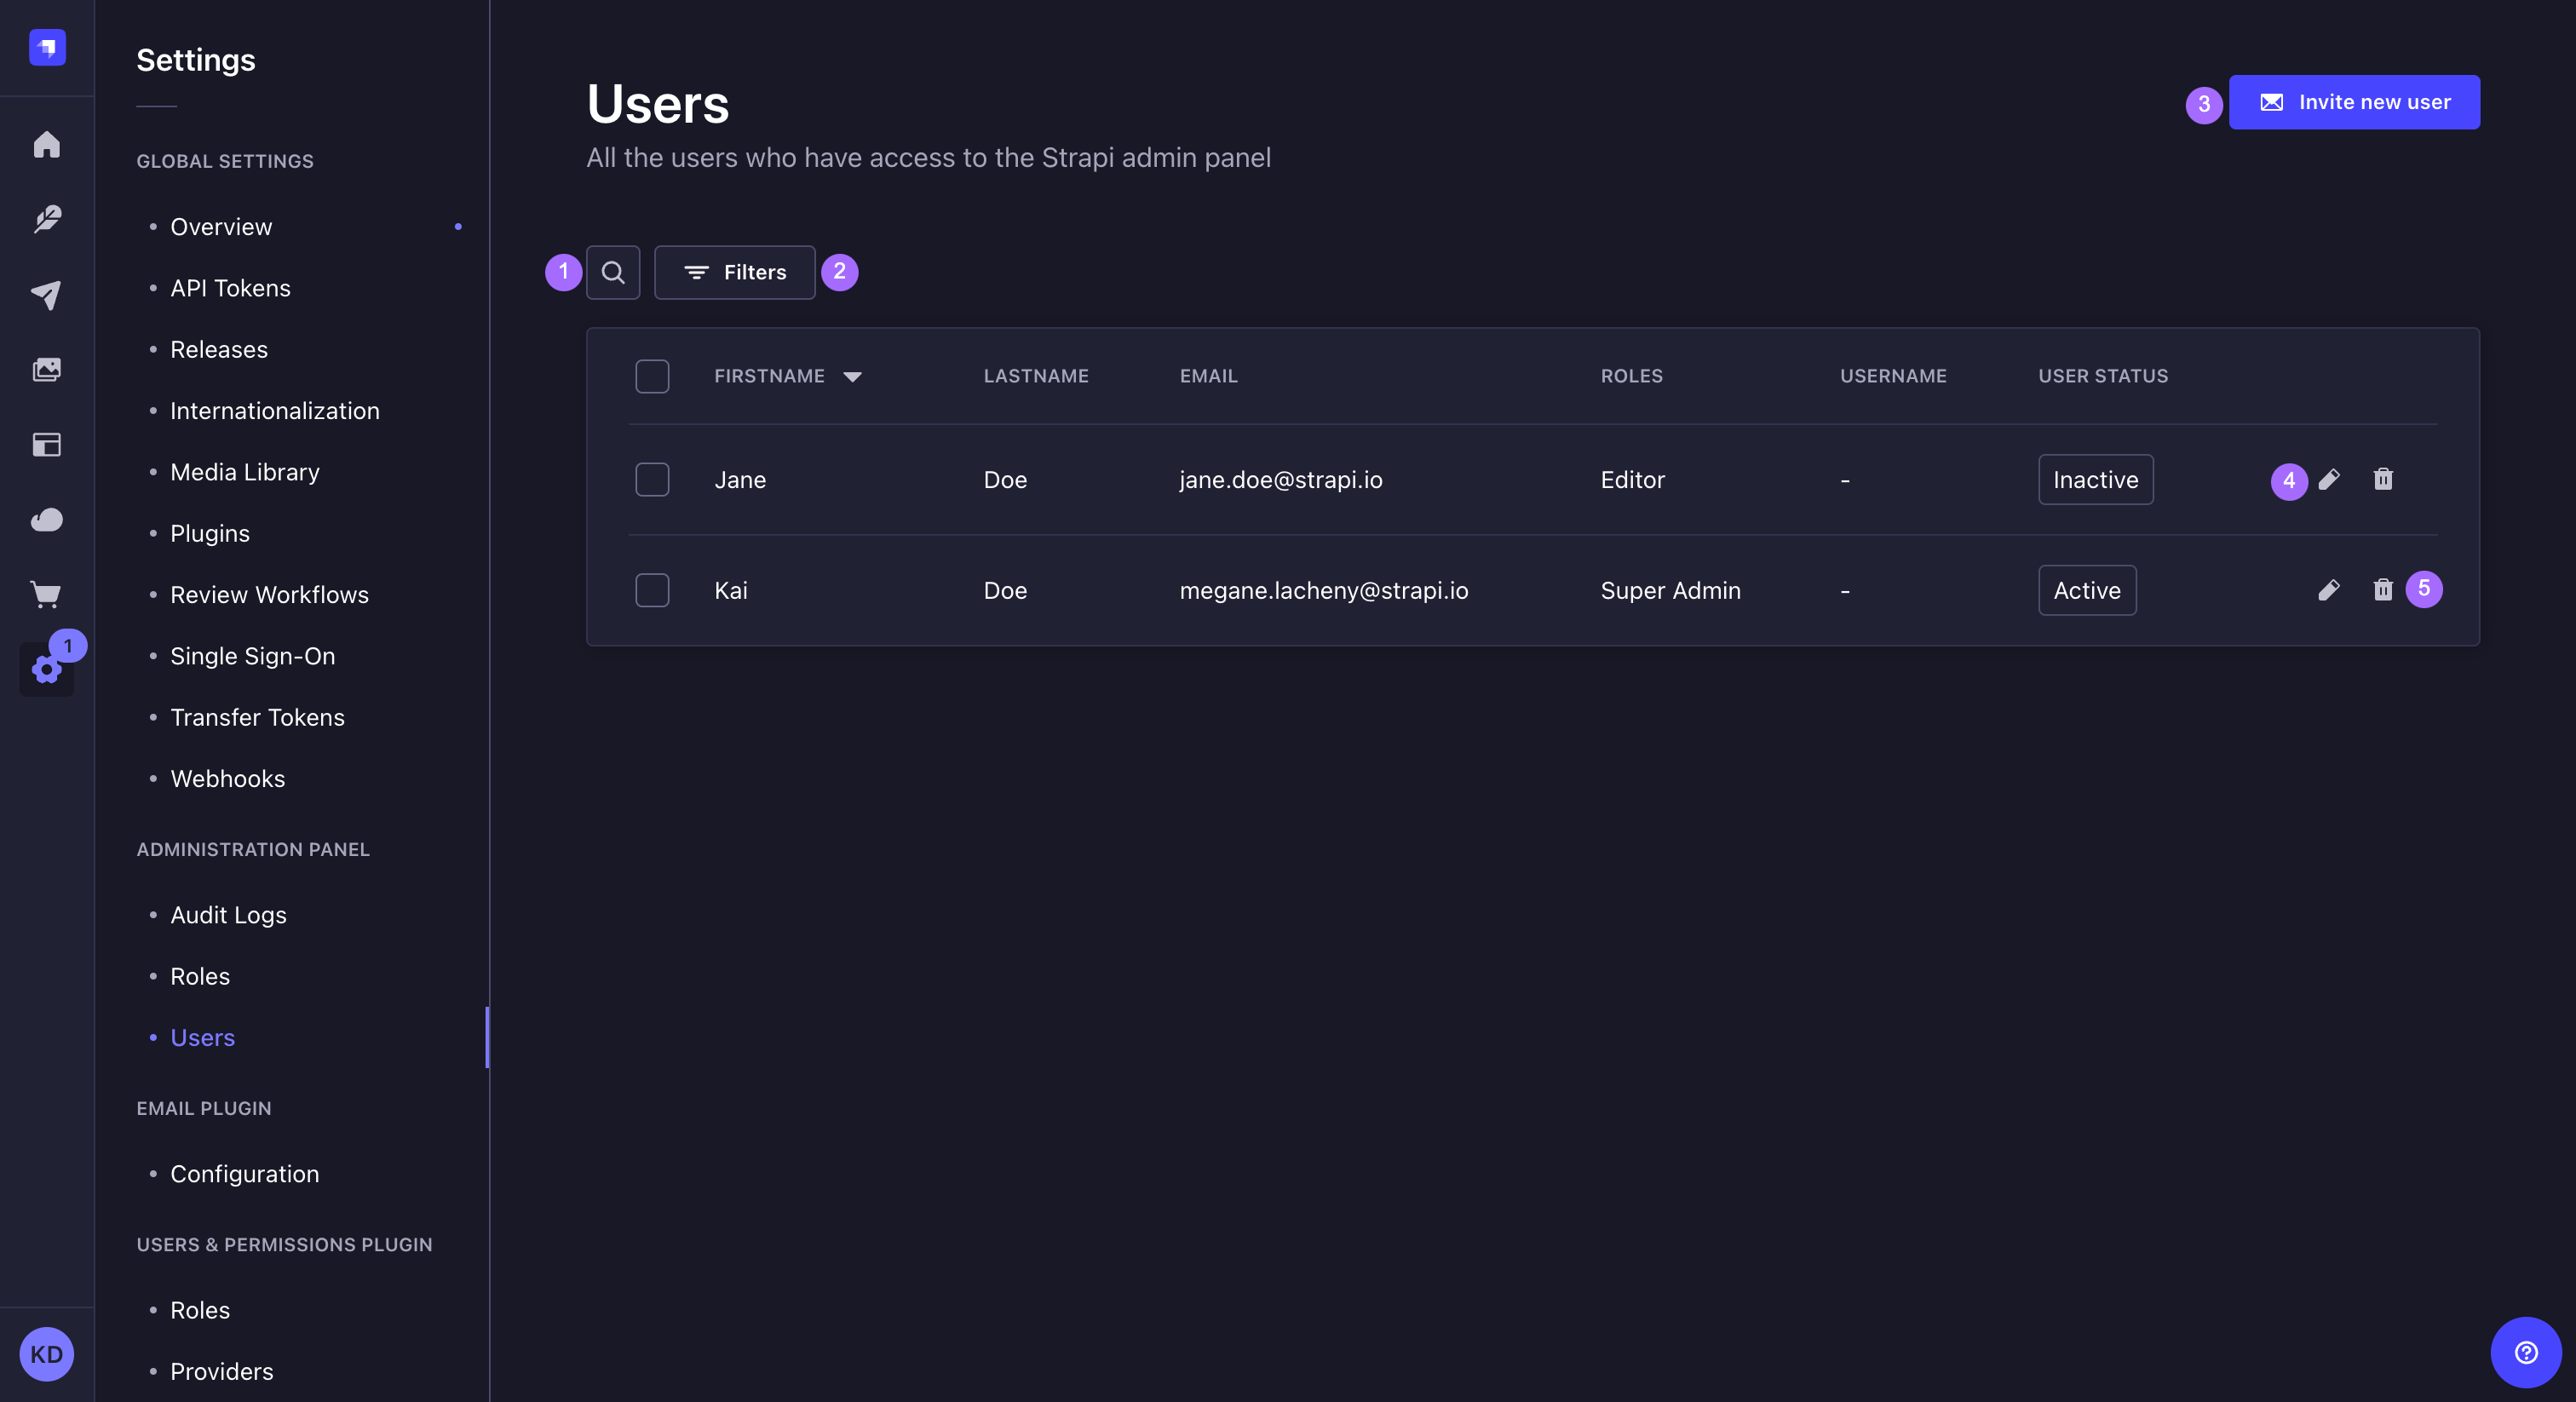 Settings
GLOBAL SETTINGS
Overview
API Tokens
Releases
Internationalization
Media Library
Plugins
Review Workflows
Single Sign-On
Transfer Tokens
Webhooks
ADMINISTRATION PANEL
Audit Logs
Roles
Users
EMAIL PLUGIN
Configuration
USERS & PERMISSIONS PLUGIN
Roles
Providers
1
KD
Users
All the users who have access to the Strapi admin panel
3 Invite new user
1 Filters 2
FIRSTNAME LASTNAME EMAIL ROLES USERNAME USER STATUS
Jane Doe jane.doe@strapi.io Editor - Inactive 4
Kai Doe megane.lacheny@strapi.io Super Admin - Active 5